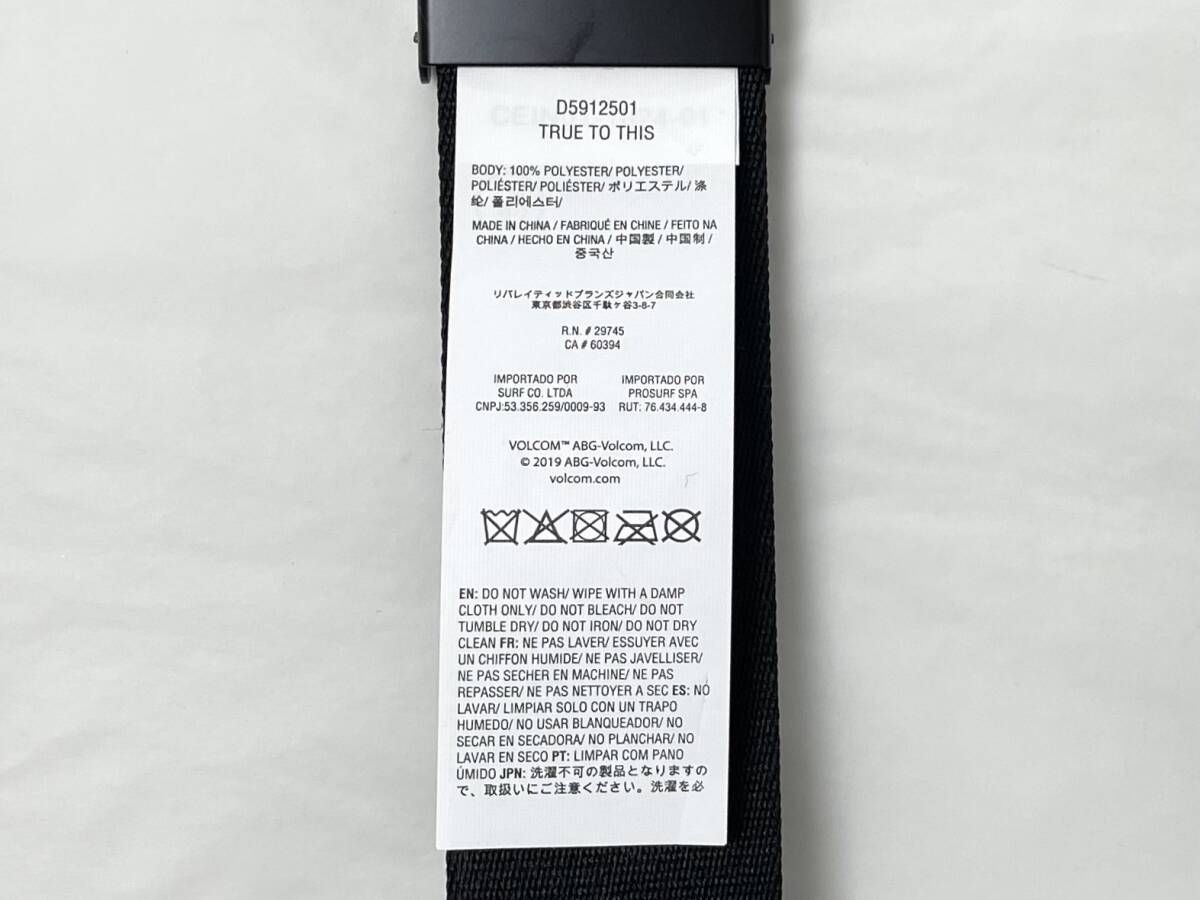 D5912501
TRUE TO THIS
BODY: 100% POLYESTER/ POLYESTER/
POLIÉSTER/ POLIÉSTER/ ポリエステル/ 涤
纶/ 폴리에스터/
MADE IN CHINA / FABRIQUÉ EN CHINE / FEITO NA
CHINA / HECHO EN CHINA / 中国製 / 中国制 /
중국산
リバレイティッドブランズジャパン合同会社
東京都渋谷区千駄ヶ谷3-6-7
R.N. # 29745
CA # 60394
IMPORTADO POR
SURF CO. LTDA
CNPJ:53.356.259/0009-93
IMPORTADO POR
PROSURF SPA
RUT: 76.434.444-8
VOLCOM™ ABG-Volcom, LLC.
© 2019 ABG-Volcom, LLC.
volcom.com
EN: DO NOT WASH/ WIPE WITH A DAMP
CLOTH ONLY/ DO NOT BLEACH/ DO NOT
TUMBLE DRY/ DO NOT IRON/ DO NOT DRY
CLEAN FR: NE PAS LAVER/ ESSUYER AVEC
UN CHIFFON HUMIDE/ NE PAS JAVELLISER/
NE PAS SECHER EN MACHINE/ NE PAS
REPASSER/ NE PAS NETTOYER A SEC ES: NO
LAVAR/ LIMPIAR SOLO CON UN TRAPO
HUMEDO/ NO USAR BLANQUEADOR/ NO
SECAR EN SECADORA/ NO PLANCHAR/ NO
LAVAR EN SECO PT: LIMPAR COM PANO
ÚMIDO JPN: 洗濯不可の製品となりますの
で、取扱いにご注意ください。洗濯を必